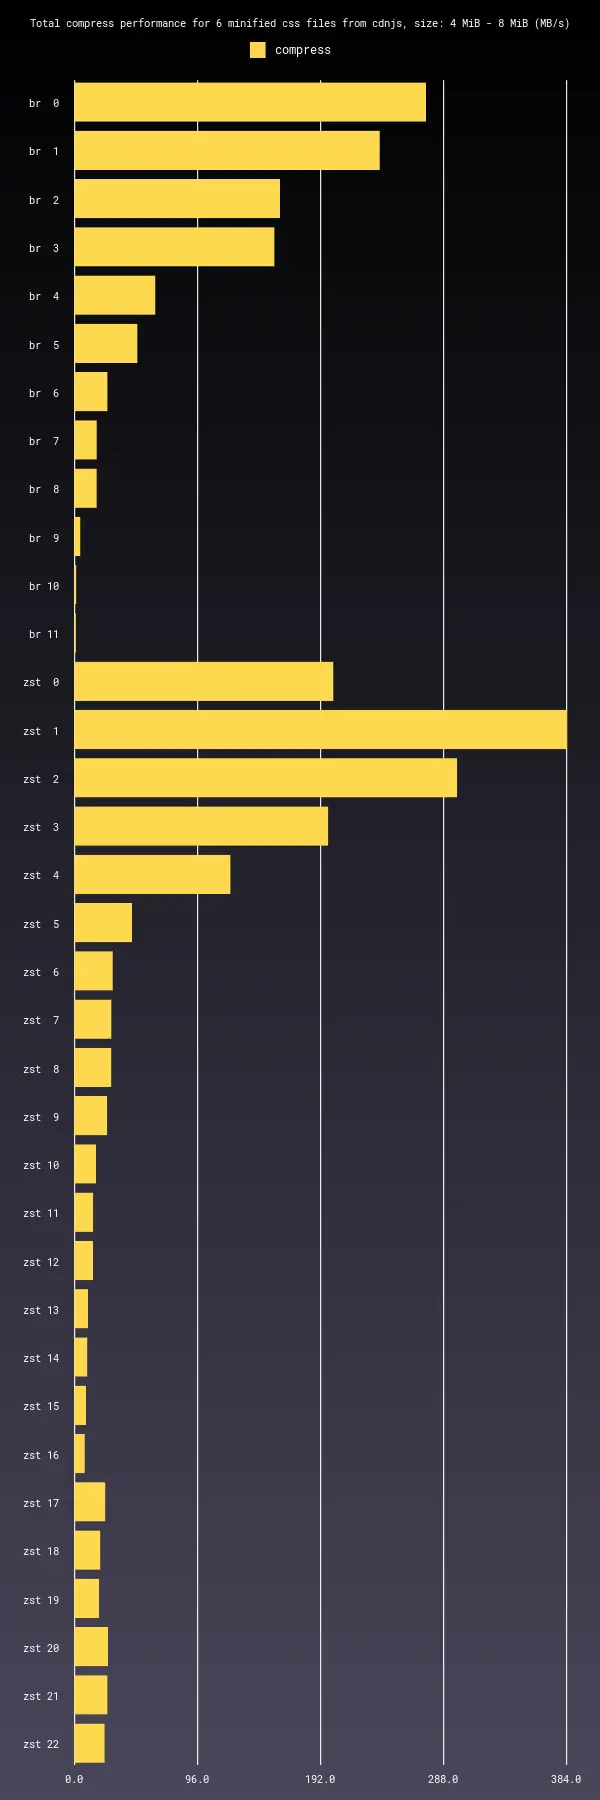 Total compress performance for 6 minified css files from cdnjs, size: 4 MiB - 8 MiB (MB/s)
compress
br 0
br 1
br 2
br 3
br 4
br 5
br 6
br 7
br 8
br 9
br 10
br 11
zst 0
zst 1
zst 2
zst 3
zst 4
zst 5
zst 6
zst 7
zst 8
zst 9
zst 10
zst 11
zst 12
zst 13
zst 14
zst 15
zst 16
zst 17
zst 18
zst 19
zst 20
zst 21
zst 22
0.0 96.0 192.0 288.0 384.0